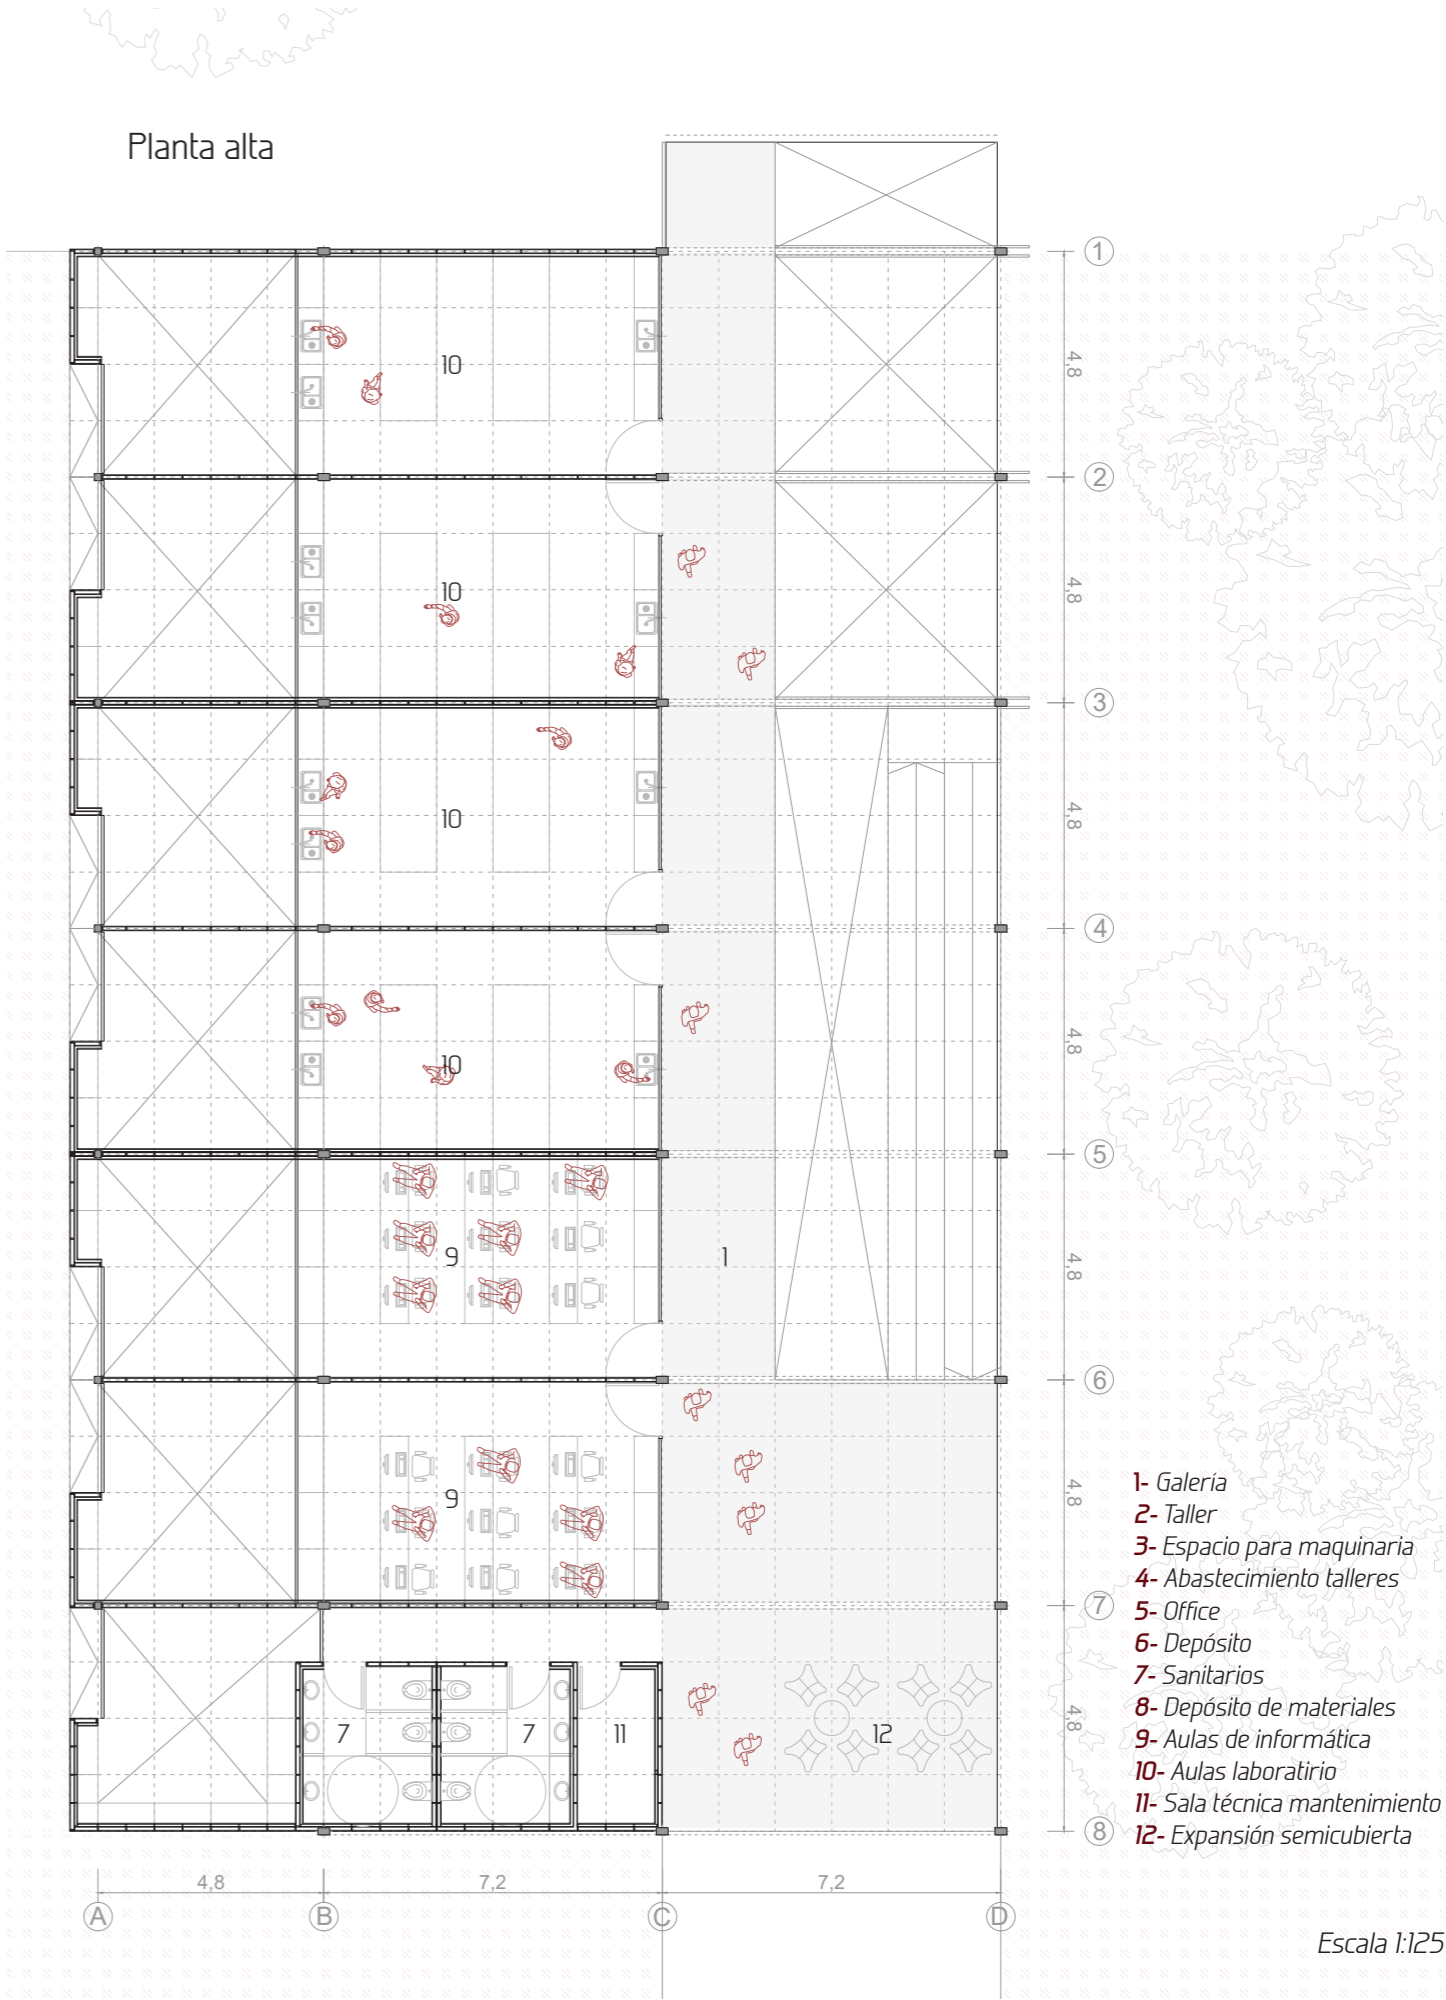 Planta alta
1
4,8
10
2
10
4,8
3
10
4,8
4
10
4,8
5
9
1
4,8
6
9
4,8
7
7
7
11
12
4,8
8
1- Galería
2- Taller
3- Espacio para maquinaria
4- Abastecimiento talleres
5- Office
6- Depósito
7- Sanitarios
8- Depósito de materiales
9- Aulas de informática
10- Aulas laboratirio
11- Sala técnica mantenimiento
12- Expansión semicubierta
4,8
7,2
7,2
A
B
C
D
Escala 1:125